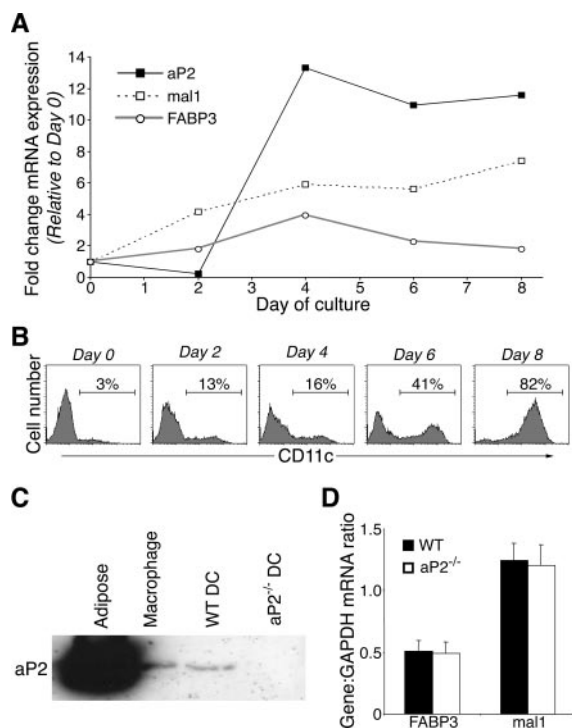 A
Fold change mRNA expression
(Relative to Day 0)
14
12
10
8
6
4
2
0
aP2
mal1
FABP3
0 1 2 3 4 5 6 7 8
Day of culture
B
Cell number
Day 0 Day 2 Day 4 Day 6 Day 8
3% 13% 16% 41% 82%
CD11c
C
Adipose
Macrophage
WT DC
aP2-/- DC
aP2
D
Gene:GAPDH mRNA ratio
1.5
1.0
0.5
0
WT
aP2-/-
FABP3 mal1